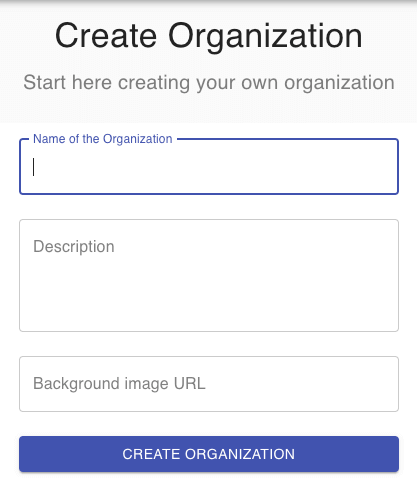 Create Organization
Start here creating your own organization
Name of the Organization
Description
Background image URL
CREATE ORGANIZATION